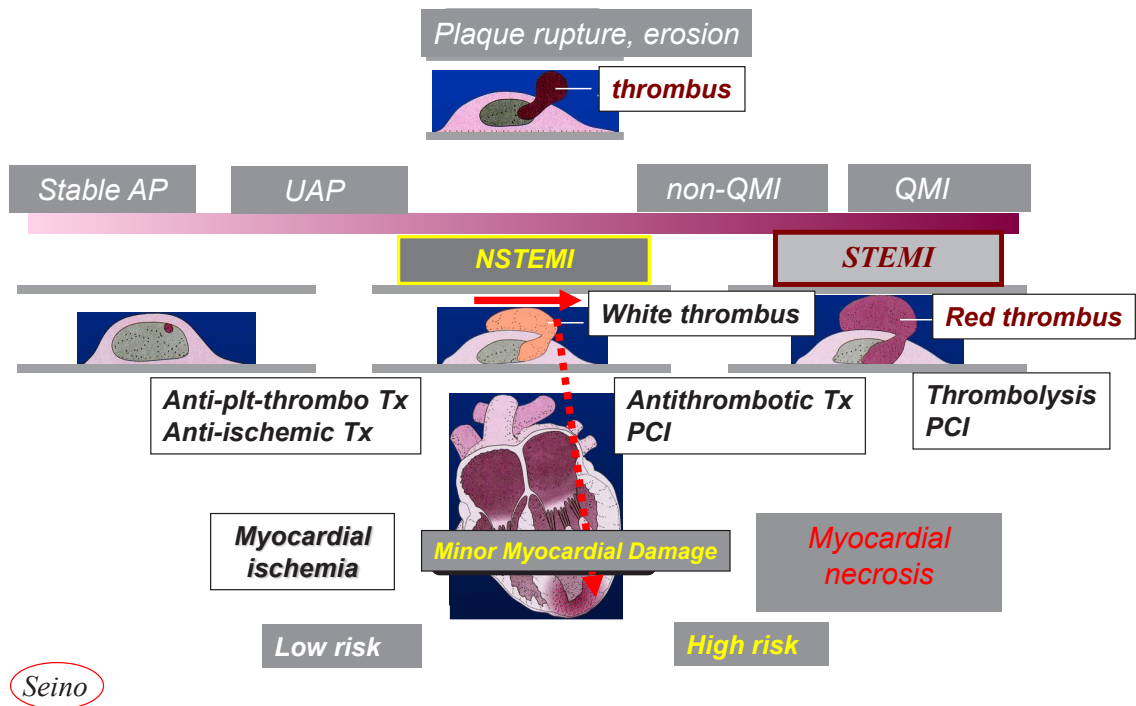 Plaque rupture, erosion
thrombus
Stable AP
UAP
non-QMI
QMI
NSTEMI
STEMI
White thrombus
Red thrombus
Anti-plt-thrombo Tx
Anti-ischemic Tx
Antithrombotic Tx
PCI
Thrombolysis
PCI
Myocardial
ischemia
Minor Myocardial Damage
Myocardial
necrosis
Low risk
High risk
Seino